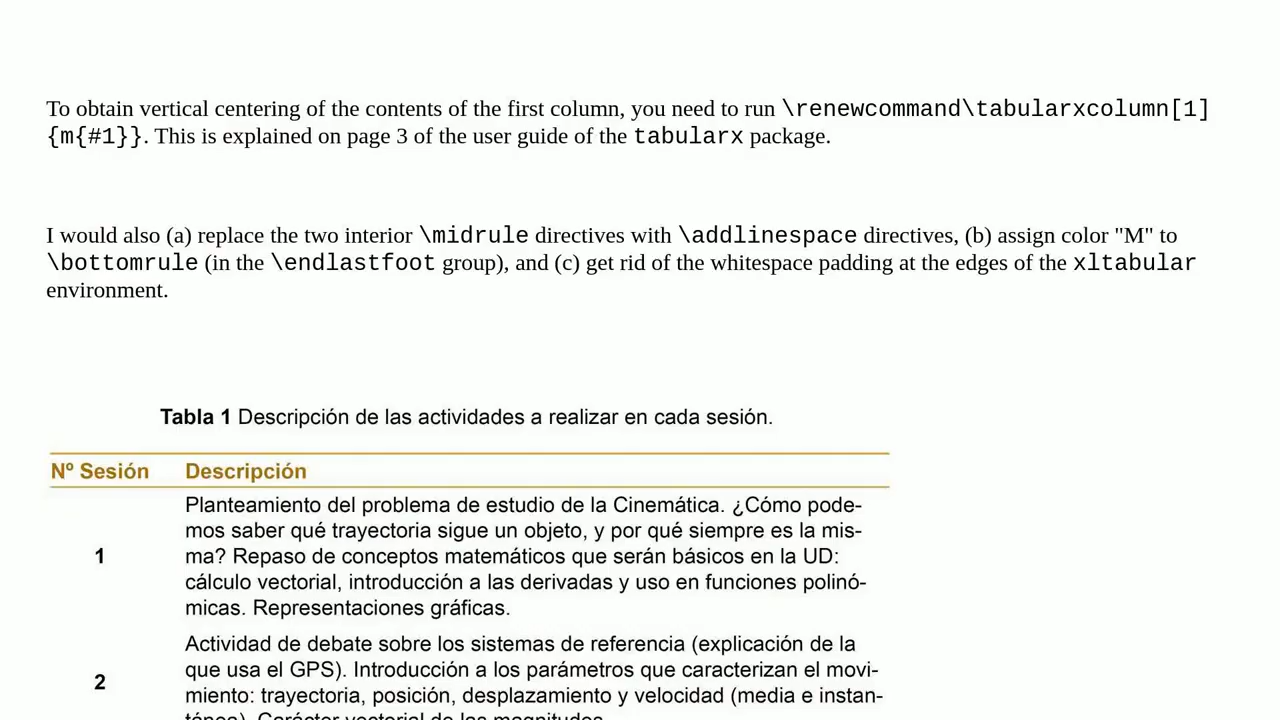 To obtain vertical centering of the contents of the first column, you need to run \renewcommand\tabularxcolumn[1]
{m{#1}}. This is explained on page 3 of the user guide of the tabularx package.
I would also (a) replace the two interior \midrule directives with \addlinespace directives, (b) assign color "M" to
\bottomrule (in the \endlastfoot group), and (c) get rid of the whitespace padding at the edges of the xltabular
environment.
Tabla 1 Descripción de las actividades a realizar en cada sesión.
Nº Sesión Descripción
Planteamiento del problema de estudio de la Cinemática. ¿Cómo pode-
mos saber qué trayectoria sigue un objeto, y por qué siempre es la mis-
1 ma? Repaso de conceptos matemáticos que serán básicos en la UD:
cálculo vectorial, introducción a las derivadas y uso en funciones polinó-
micas. Representaciones gráficas.
Actividad de debate sobre los sistemas de referencia (explicación de la
que usa el GPS). Introducción a los parámetros que caracterizan el movi-
2 miento: trayectoria, posición, desplazamiento y velocidad (media e instan-
tánea). Carácter vectorial de las magnitudes.